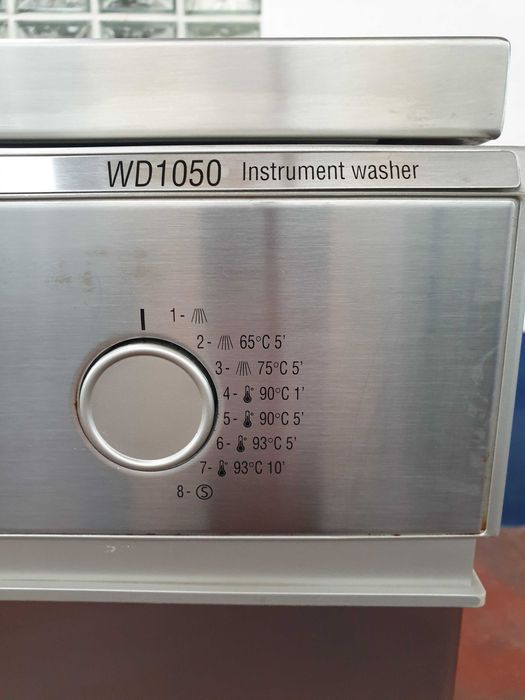 WD1050 Instrument washer
1-
2- 65°C 5'
3- 75°C 5'
4- 90°C 1'
5- 90°C 5'
6- 93°C 5'
7- 93°C 10'
8- S